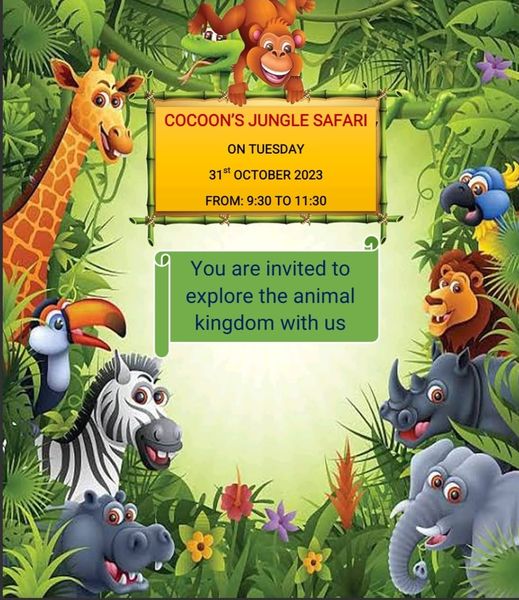 COCOON'S JUNGLE SAFARI
ON TUESDAY
31st OCTOBER 2023
FROM: 9:30 TO 11:30
You are invited to
explore the animal
kingdom with us